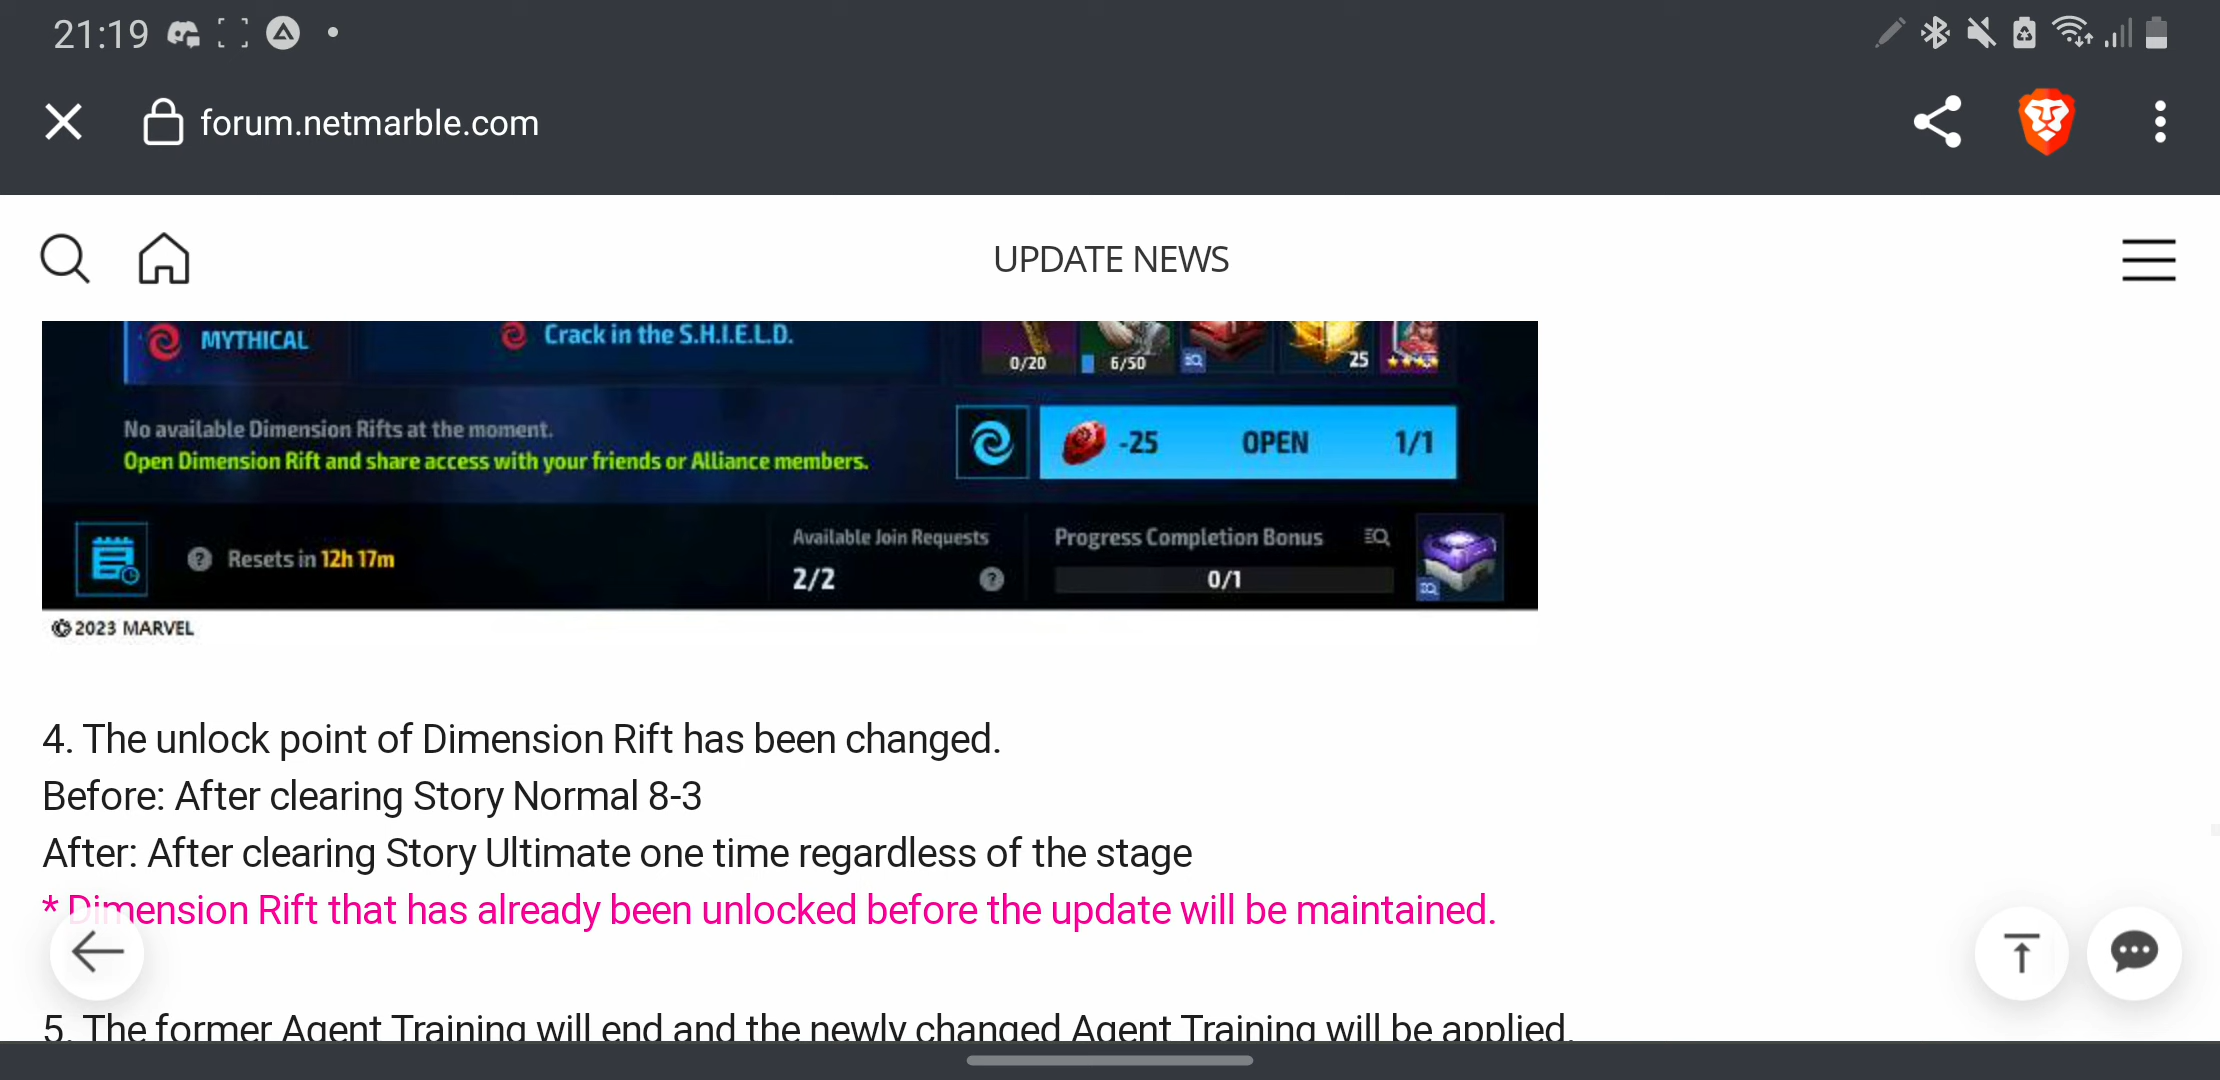 21:19
forum.netmarble.com
UPDATE NEWS
MYTHICAL
Crack in the S.H.I.E.L.D.
0/20
6/50
25
No available Dimension Rifts at the moment.
Open Dimension Rift and share access with your friends or Alliance members.
-25 OPEN 1/1
Resets in 12h 17m
Available Join Requests
2/2
Progress Completion Bonus
0/1
© 2023 MARVEL
4. The unlock point of Dimension Rift has been changed.
Before: After clearing Story Normal 8-3
After: After clearing Story Ultimate one time regardless of the stage
* Dimension Rift that has already been unlocked before the update will be maintained.
5. The former Agent Training will end and the newly changed Agent Training will be applied.